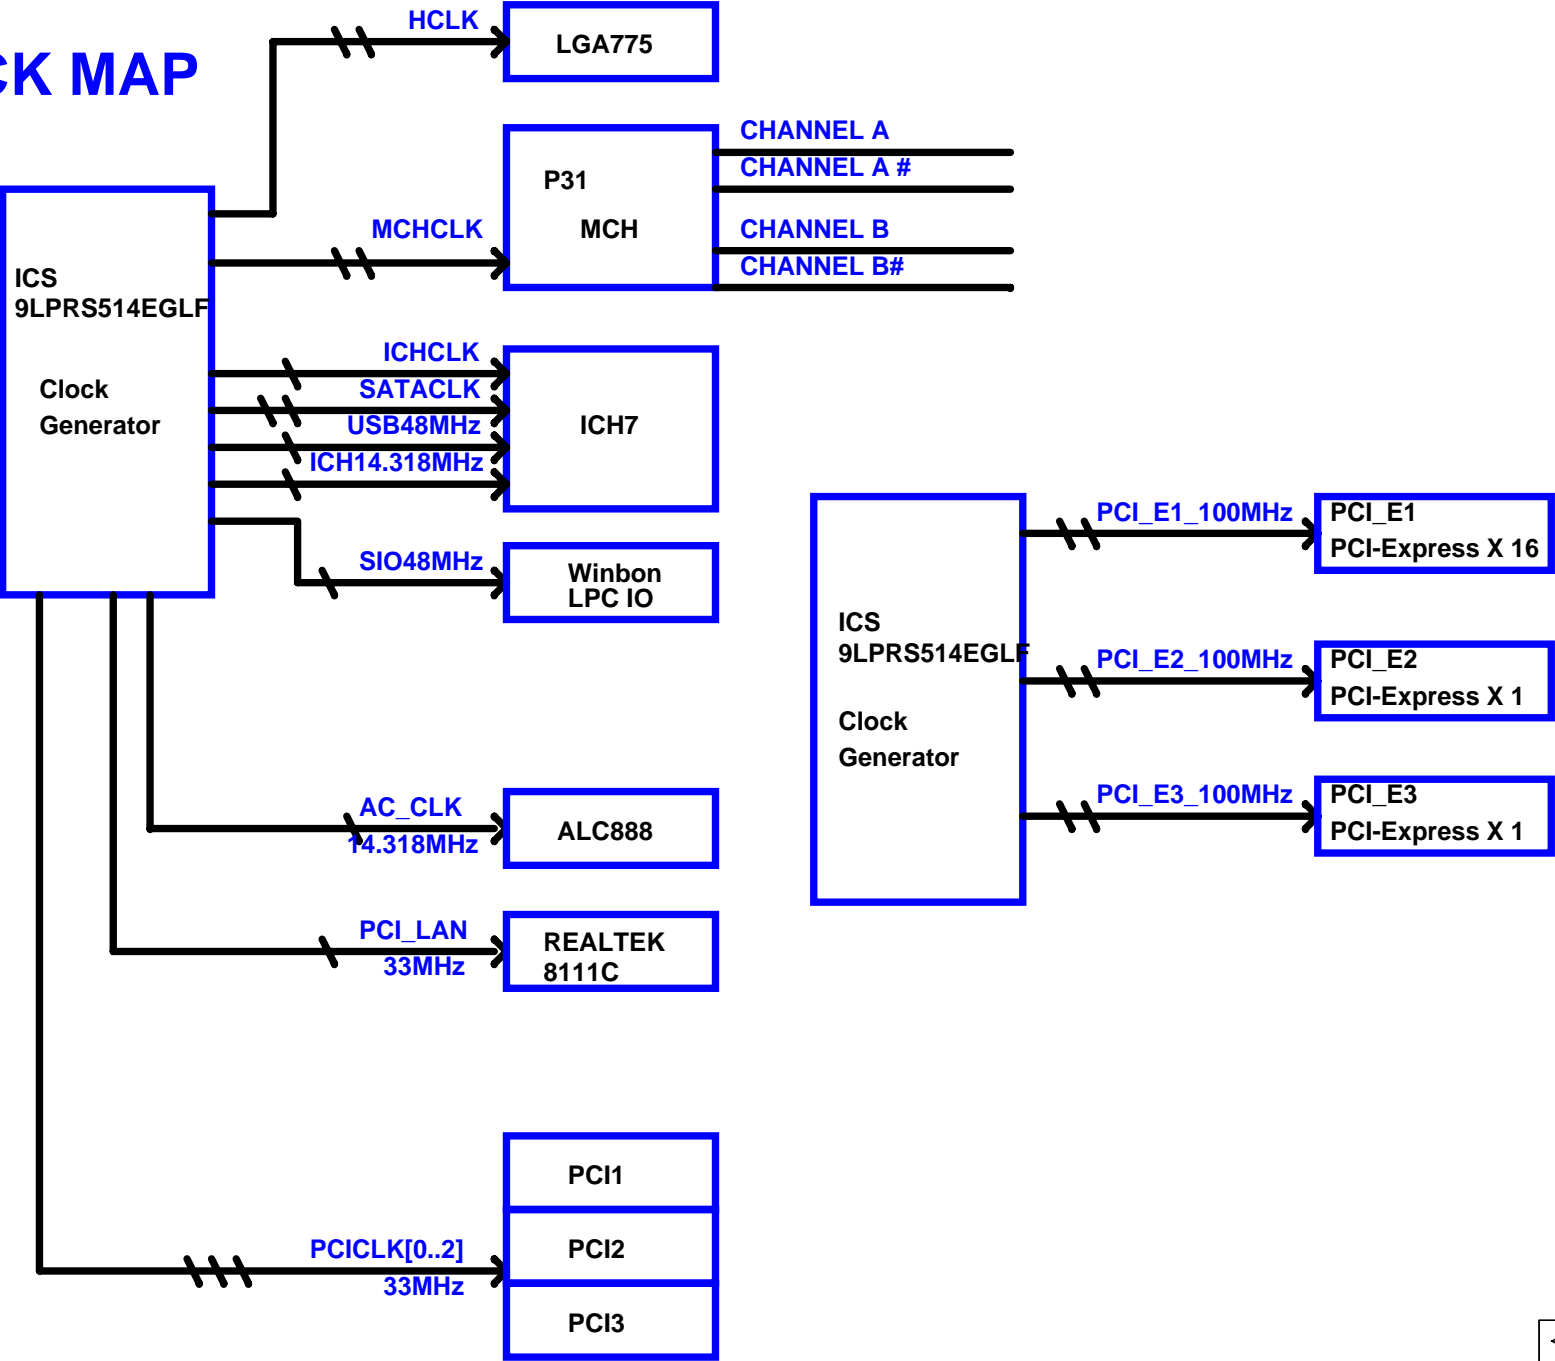 CK MAP
HCLK
LGA775
CHANNEL A
CHANNEL A #
P31
MCH
MCHCLK
CHANNEL B
CHANNEL B#
ICS
9LPRS514EGLF
Clock
Generator
ICHCLK
SATACLK
USB48MHz
ICH14.318MHz
ICH7
SIO48MHz
Winbon
LPC IO
AC_CLK
14.318MHz
ALC888
PCI_LAN
33MHz
REALTEK
8111C
PCICLK[0..2]
33MHz
PCI1
PCI2
PCI3
ICS
9LPRS514EGLF
Clock
Generator
PCI_E1_100MHz
PCI_E1
PCI-Express X 16
PCI_E2_100MHz
PCI_E2
PCI-Express X 1
PCI_E3_100MHz
PCI_E3
PCI-Express X 1